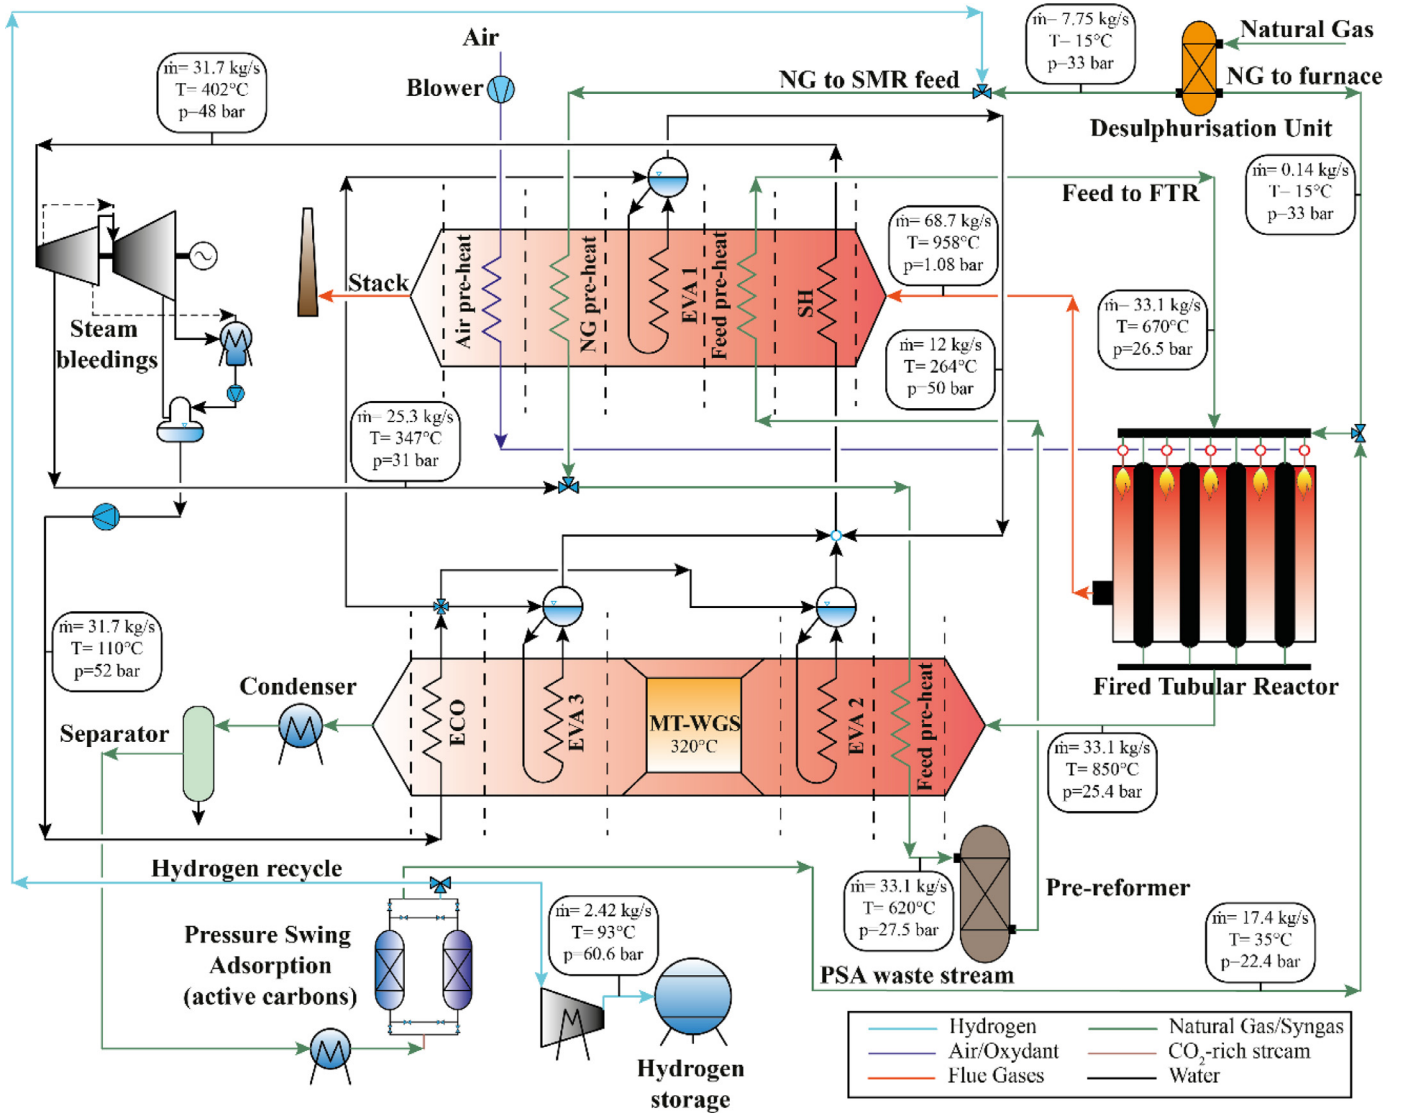 ṁ= 7.75 kg/s
T= 15°C
p=33 bar
Natural Gas
NG to furnace
Desulphurisation Unit
NG to SMR feed
Air
Blower
ṁ= 31.7 kg/s
T= 402°C
p=48 bar
ṁ= 0.14 kg/s
T= 15°C
p=33 bar
Feed to FTR
ṁ= 68.7 kg/s
T= 958°C
p=1.08 bar
Stack
Air pre-heat
NG pre-heat
EVA 1
Feed pre-heat
SH
ṁ= 33.1 kg/s
T= 670°C
p=26.5 bar
Steam
bleedings
ṁ= 12 kg/s
T= 264°C
p=50 bar
ṁ= 25.3 kg/s
T= 347°C
p=31 bar
ṁ= 31.7 kg/s
T= 110°C
p=52 bar
Fired Tubular Reactor
Condenser
Separator
ECO
EVA 3
MT-WGS
320°C
EVA 2
Feed pre-heat
ṁ= 33.1 kg/s
T= 850°C
p=25.4 bar
Hydrogen recycle
ṁ= 33.1 kg/s
T= 620°C
p=27.5 bar
Pre-reformer
ṁ= 2.42 kg/s
T= 93°C
p=60.6 bar
ṁ= 17.4 kg/s
T= 35°C
p=22.4 bar
Pressure Swing
Adsorption
(active carbons)
PSA waste stream
Hydrogen
storage
Hydrogen
Natural Gas/Syngas
Air/Oxydant
CO₂-rich stream
Flue Gases
Water